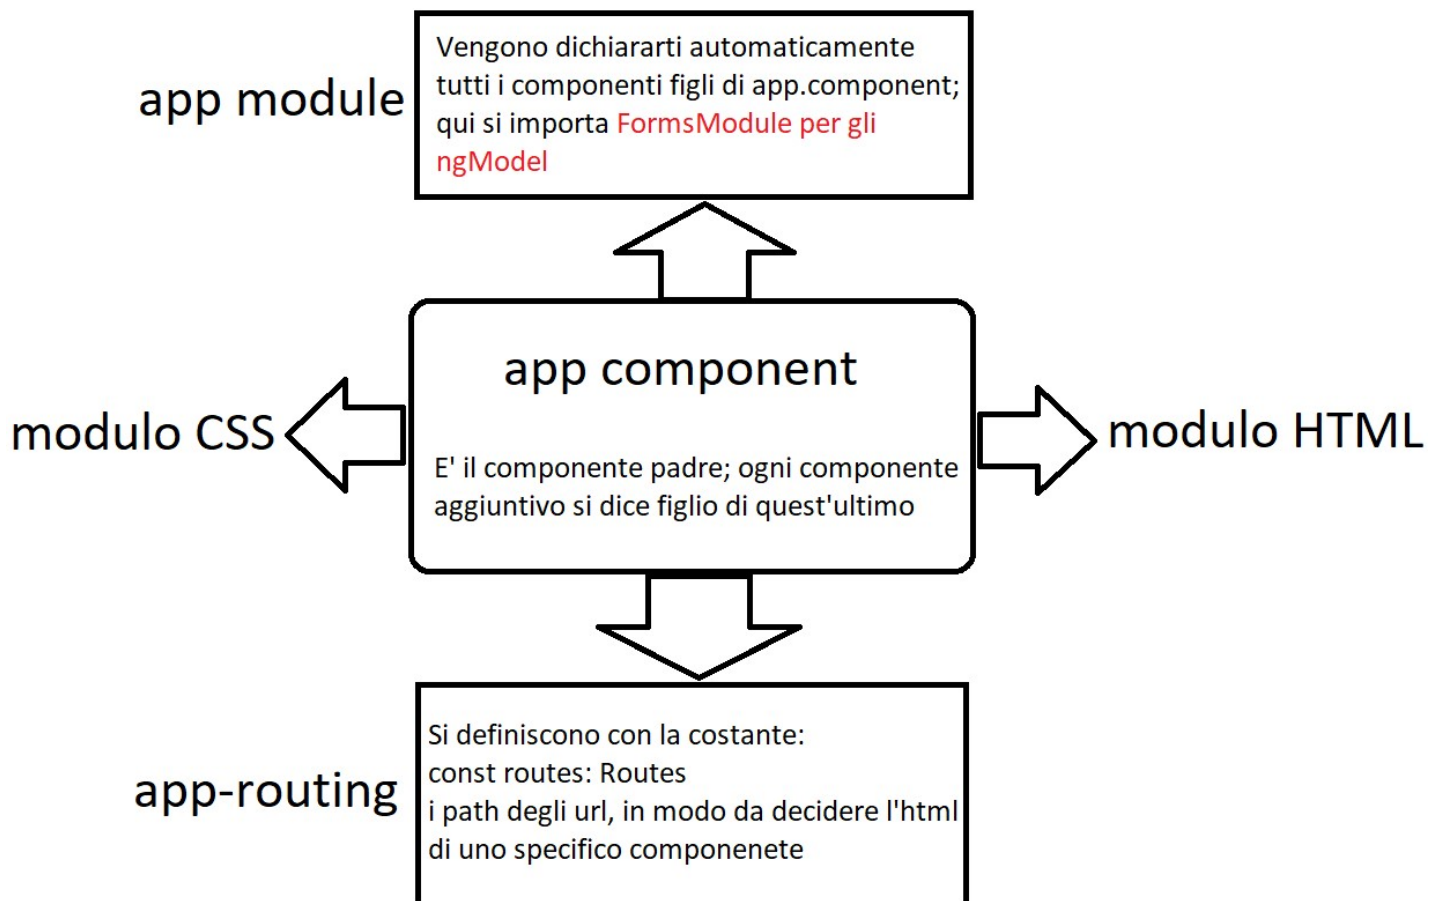 app module
Vengono dichiararti automaticamente
tutti i componenti figli di app.component;
qui si importa FormsModule per gli
ngModel
app component
E' il componente padre; ogni componente
aggiuntivo si dice figlio di quest'ultimo
modulo CSS
modulo HTML
app-routing
Si definiscono con la costante:
const routes: Routes
i path degli url, in modo da decidere l'html
di uno specifico componenete